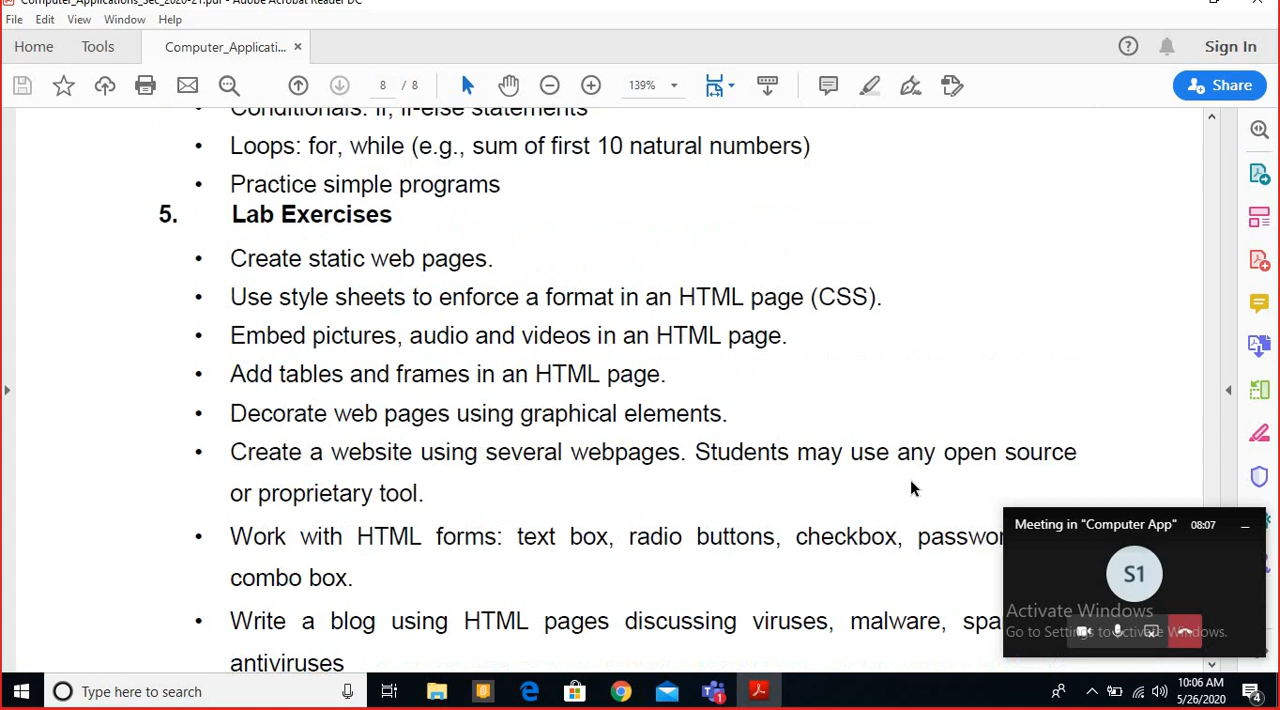 Computer_Applications_Sec_2020-21.pdf - Adobe Acrobat Reader DC
File Edit View Window Help
Home Tools Computer_Applicati... × Sign In
8 / 8 139% Share
Conditionals: if, if-else statements
• Loops: for, while (e.g., sum of first 10 natural numbers)
• Practice simple programs
5. Lab Exercises
• Create static web pages.
• Use style sheets to enforce a format in an HTML page (CSS).
• Embed pictures, audio and videos in an HTML page.
• Add tables and frames in an HTML page.
• Decorate web pages using graphical elements.
• Create a website using several webpages. Students may use any open source
or proprietary tool.
• Work with HTML forms: text box, radio buttons, checkbox,
combo box.
• Write a blog using HTML pages discussing viruses, malware,
antiviruses
Meeting in "Computer App" 08:07
S1
Activate Windows
Go to Settings to activate Windows.
Type here to search
1
10:06 AM
5/26/2020
4